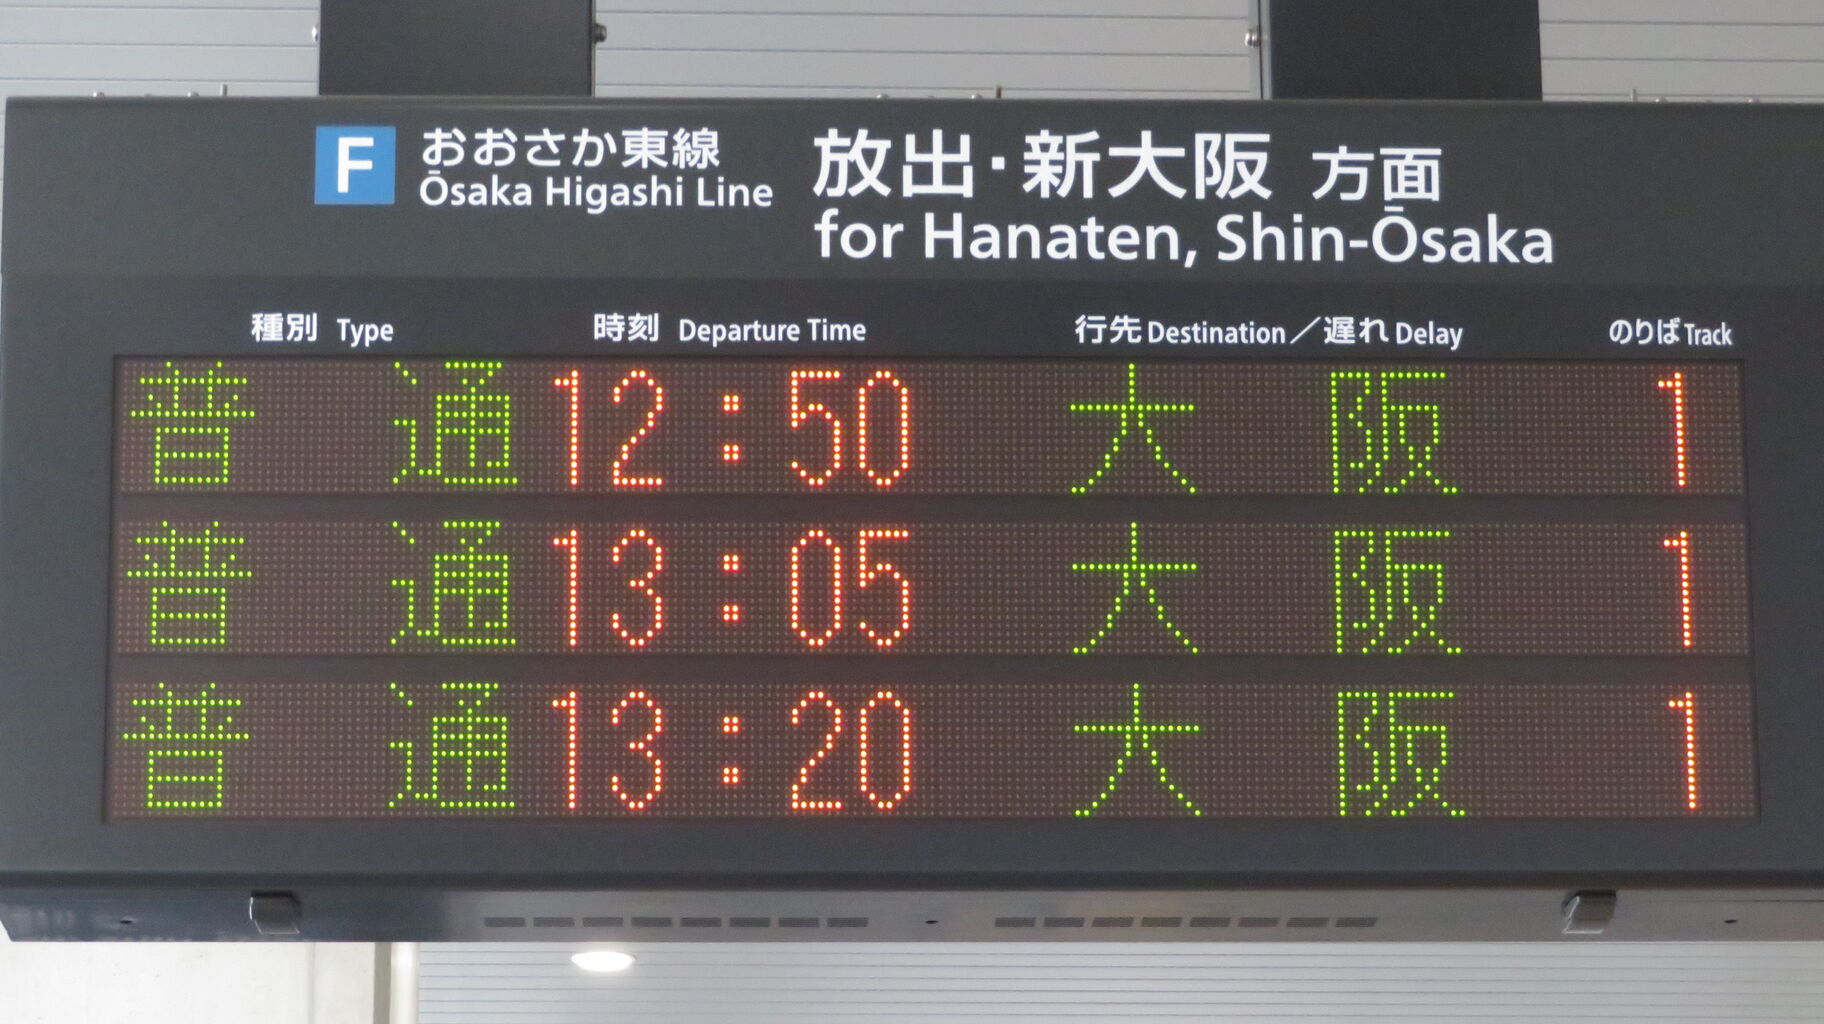 F おおさか東線 放出・新大阪 方面
Ōsaka Higashi Line for Hanaten, Shin-Ōsaka
種別 Type 時刻 Departure Time 行先 Destination／遅れ Delay のりば Track
普 通 12:50 大 阪 1
普 通 13:05 大 阪 1
普 通 13:20 大 阪 1